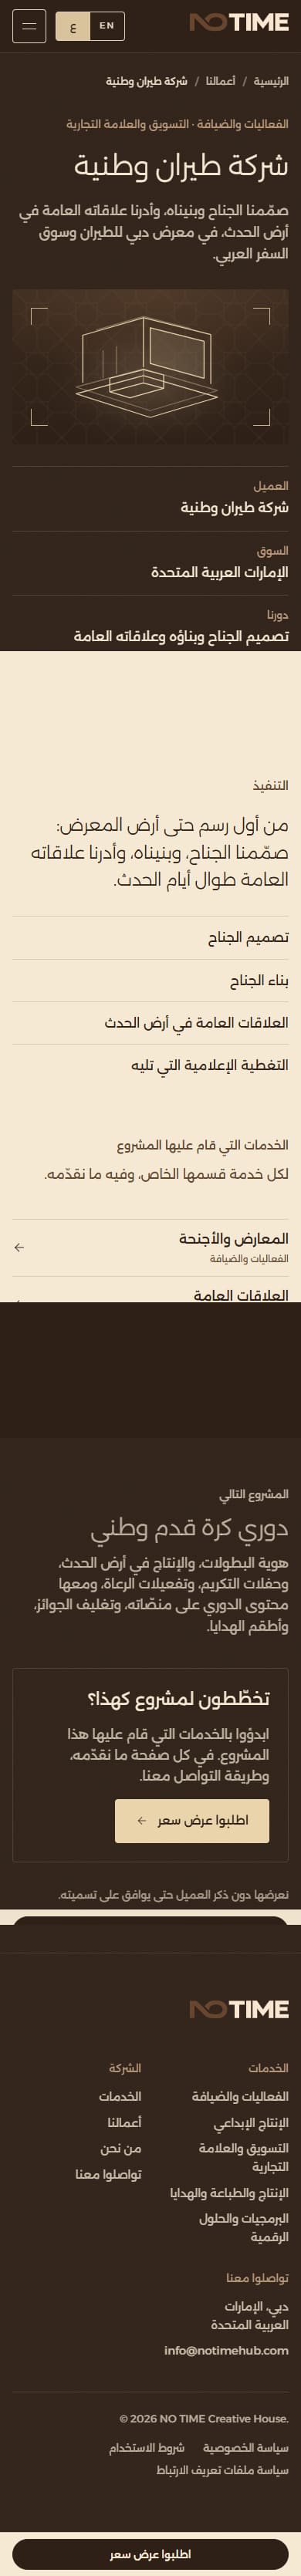 NO TIME
EN
ع
الرئيسية / أعمالنا / شركة طيران وطنية
الفعاليات والضيافة · التسويق والعلامة التجارية
شركة طيران وطنية
صمّمنا الجناح وبنيناه، وأدرنا علاقاته العامة في
أرض الحدث، في معرض دبي للطيران وسوق
السفر العربي.
العميل
شركة طيران وطنية
السوق
الإمارات العربية المتحدة
دورنا
تصميم الجناح وبناؤه وعلاقاته العامة
التنفيذ
من أول رسم حتى أرض المعرض:
صمّمنا الجناح، وبنيناه، وأدرنا علاقاته
العامة طوال أيام الحدث.
تصميم الجناح
بناء الجناح
العلاقات العامة في أرض الحدث
التغطية الإعلامية التي تليه
الخدمات التي قام عليها المشروع
لكل خدمة قسمها الخاص، وفيه ما نقدّمه.
المعارض والأجنحة
الفعاليات والضيافة
العلاقات العامة
المشروع التالي
دوري كرة قدم وطني
هوية البطولات، والإنتاج في أرض الحدث،
وحفلات التكريم، وتفعيلات الرعاة، ومعها
محتوى الدوري على منصّاته، وتغليف الجوائز،
وأطقم الهدايا.
تخطّطون لمشروع كهذا؟
ابدؤوا بالخدمات التي قام عليها هذا
المشروع. في كل صفحة ما نقدّمه،
وطريقة التواصل معنا.
اطلبوا عرض سعر
نعرضها دون ذكر العميل حتى يوافق على تسميته.
NO TIME
الخدمات
الفعاليات والضيافة
الإنتاج الإبداعي
التسويق والعلامة
التجارية
الإنتاج والطباعة والهدايا
البرمجيات والحلول
الرقمية
الشركة
الخدمات
أعمالنا
من نحن
تواصلوا معنا
تواصلوا معنا
دبي، الإمارات
العربية المتحدة
info@notimehub.com
© 2026 NO TIME Creative House.
سياسة الخصوصية
شروط الاستخدام
سياسة ملفات تعريف الارتباط
اطلبوا عرض سعر